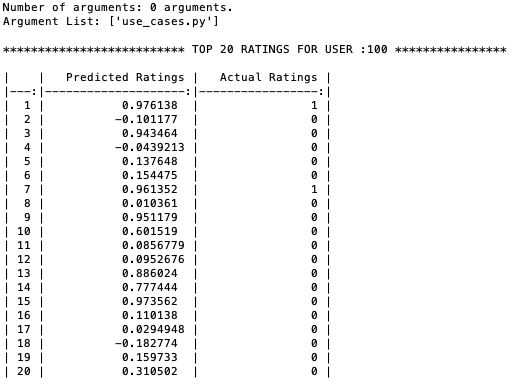 Number of arguments: 0 arguments.
Argument List: ['use_cases.py']
************************** TOP 20 RATINGS FOR USER :100 ****************
|    |   Predicted Ratings |   Actual Ratings |
|---:|--------------------:|-----------------:|
|  1 |           0.976138  |                1 |
|  2 |          -0.101177  |                0 |
|  3 |           0.943464  |                0 |
|  4 |          -0.0439213 |                0 |
|  5 |           0.137648  |                0 |
|  6 |           0.154475  |                0 |
|  7 |           0.961352  |                1 |
|  8 |           0.010361  |                0 |
|  9 |           0.951179  |                0 |
| 10 |           0.601519  |                0 |
| 11 |           0.0856779 |                0 |
| 12 |           0.0952676 |                0 |
| 13 |           0.886024  |                0 |
| 14 |           0.777444  |                0 |
| 15 |           0.973562  |                0 |
| 16 |           0.110138  |                0 |
| 17 |           0.0294948 |                0 |
| 18 |          -0.182774  |                0 |
| 19 |           0.159733  |                0 |
| 20 |           0.310502  |                0 |